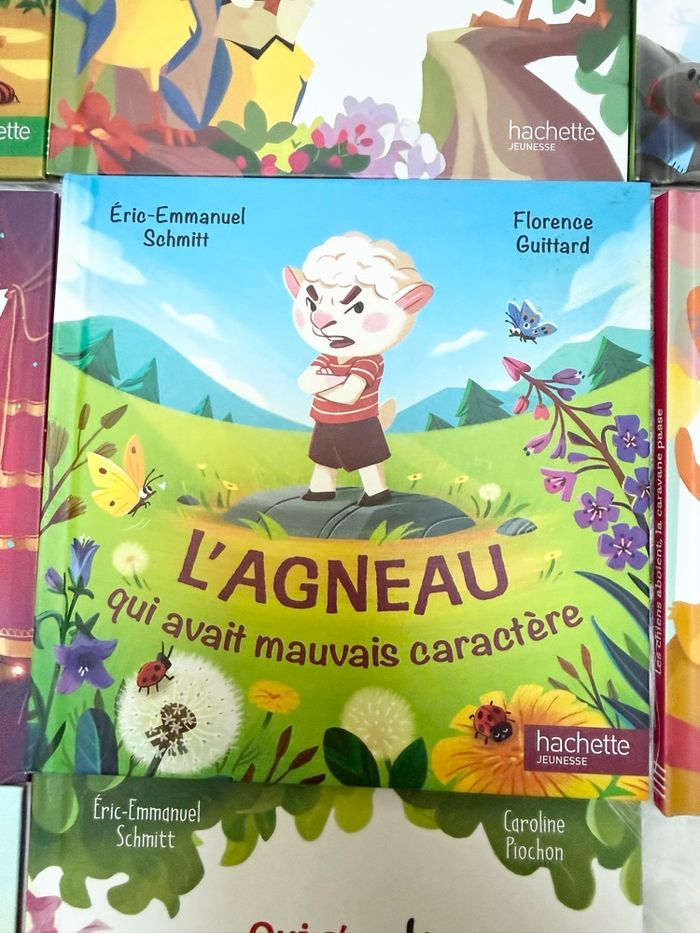 ette
hachette
JEUNESSE
Éric-Emmanuel
Schmitt
Florence
Guittard
L'AGNEAU
qui avait mauvais caractère
hachette
JEUNESSE
Les chiens aboient, la caravane passe
Éric-Emmanuel
Schmitt
Caroline
Piochon